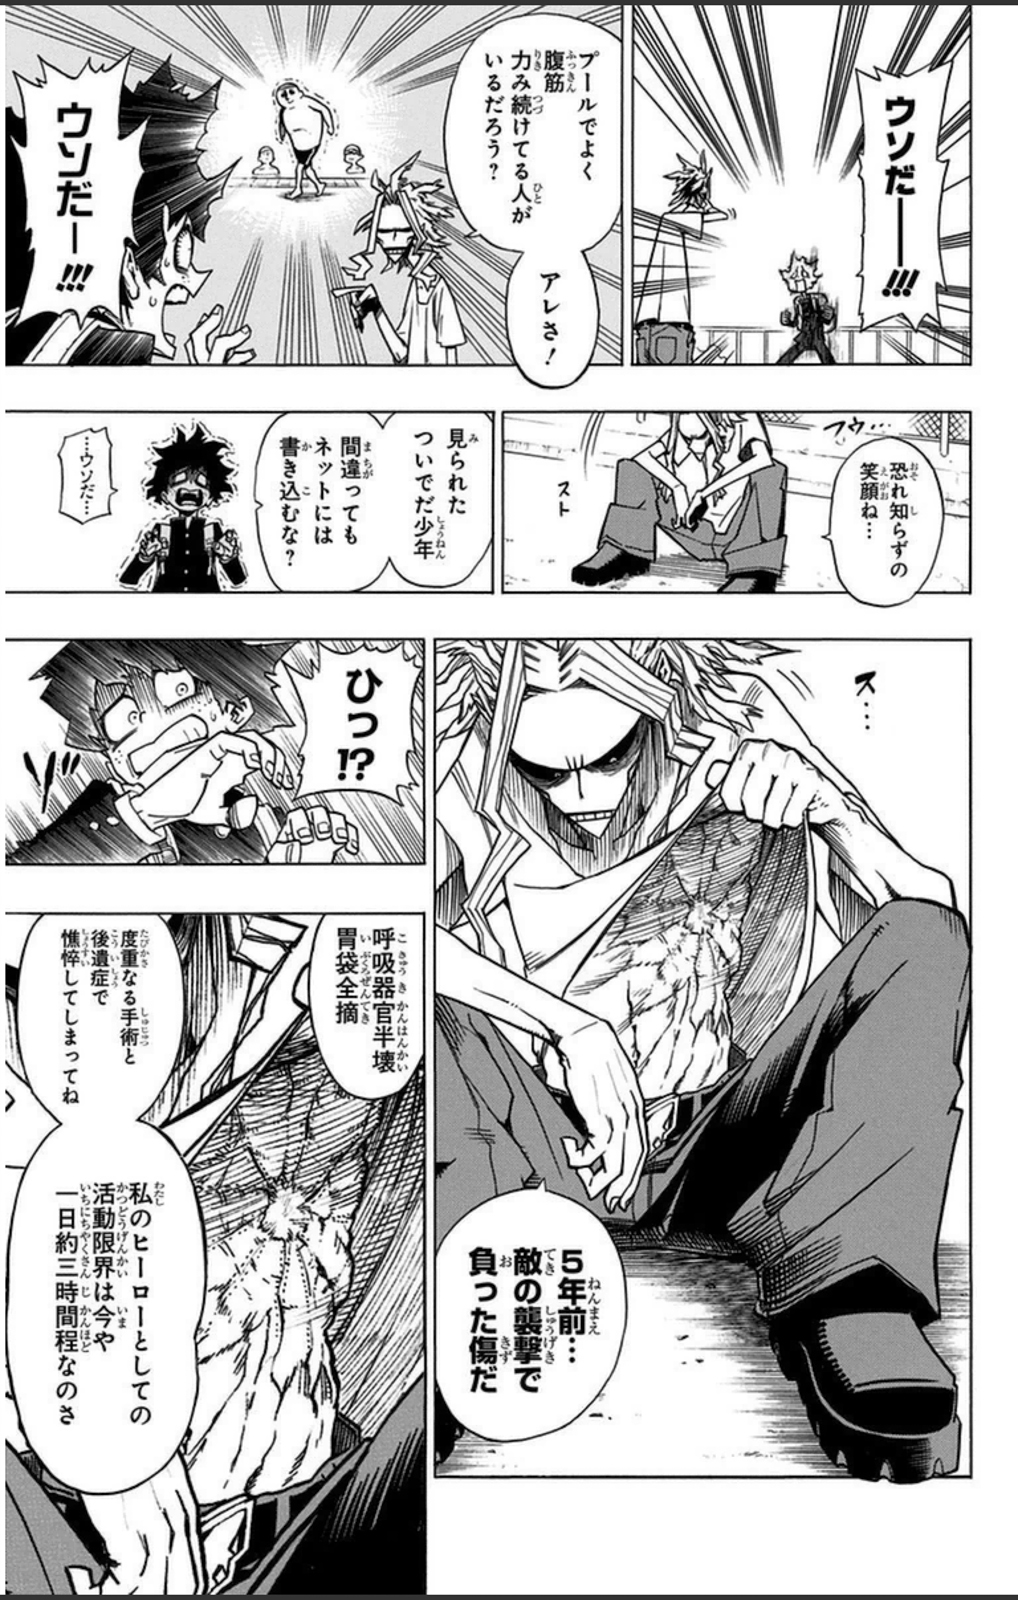 ウソだ――!!!
プールでよく
腹筋
力み続けてる人が
いるだろう?
アレさ!
ウソだー!!!
フゥ…
恐れ知らずの
笑顔ね…
スト
見られた
ついでだ少年
間違っても
ネットには
書き込むな?
…ウソだ…
ス…
5年前…
敵の襲撃で
負った傷だ
ひっ!?
呼吸器官半壊
胃袋全摘
度重なる手術と
後遺症で
憔悴してしまってね
私のヒーローとしての
活動限界は今や
一日約三時間程なのさ